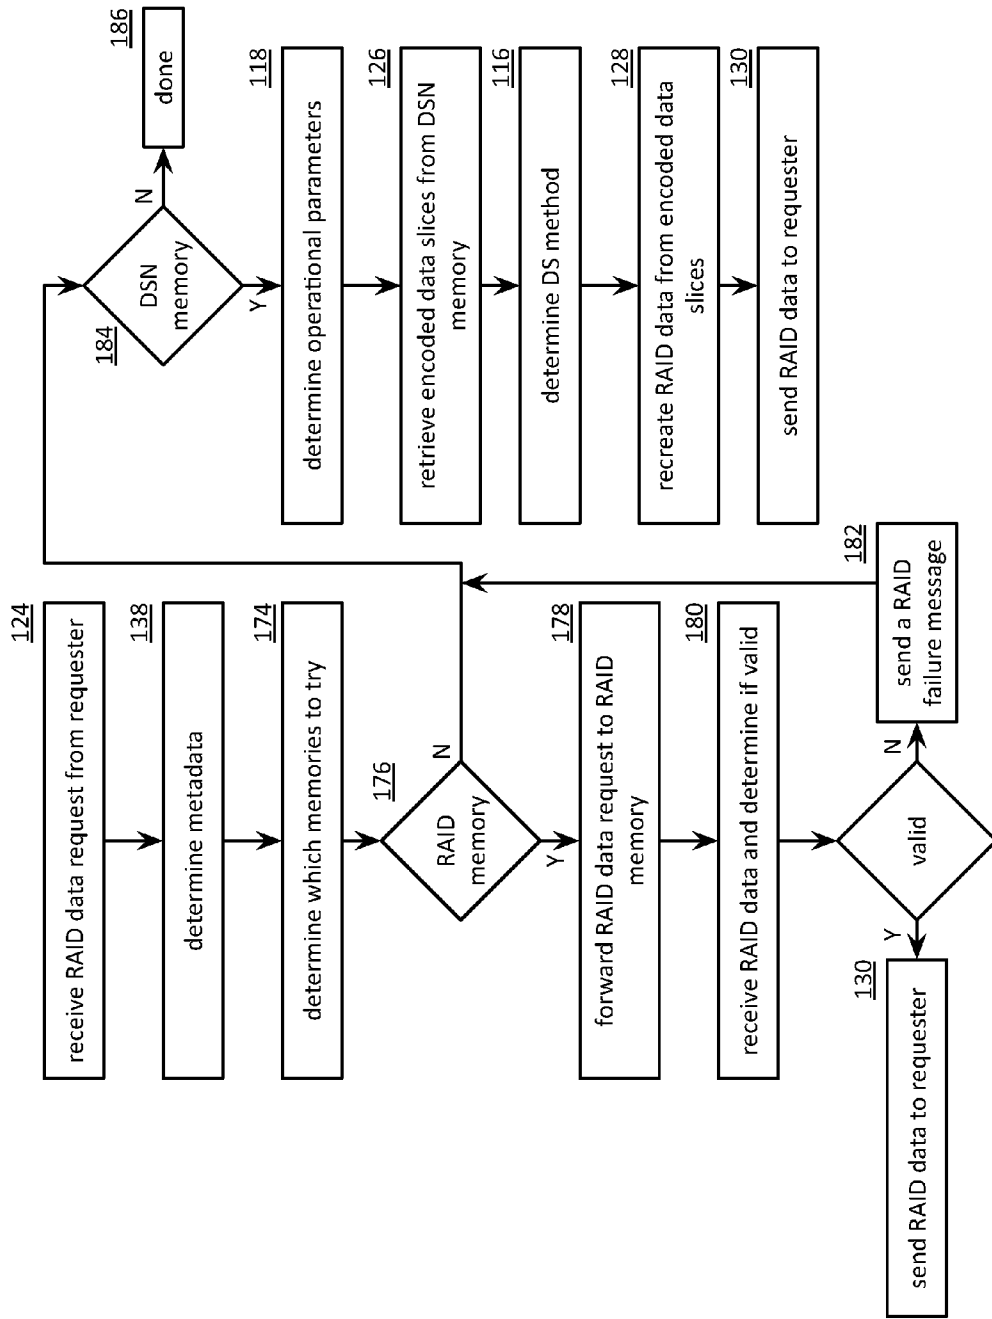 124
receive RAID data request from requester
138
determine metadata
174
determine which memories to try
176
RAID
memory
N
Y
178
forward RAID data request to RAID
memory
180
receive RAID data and determine if valid
valid
Y
N
130
send RAID data to requester
182
send a RAID
failure message
184
DSN
memory
N
Y
186
done
118
determine operational parameters
126
retrieve encoded data slices from DSN
memory
116
determine DS method
128
recreate RAID data from encoded data
slices
130
send RAID data to requester